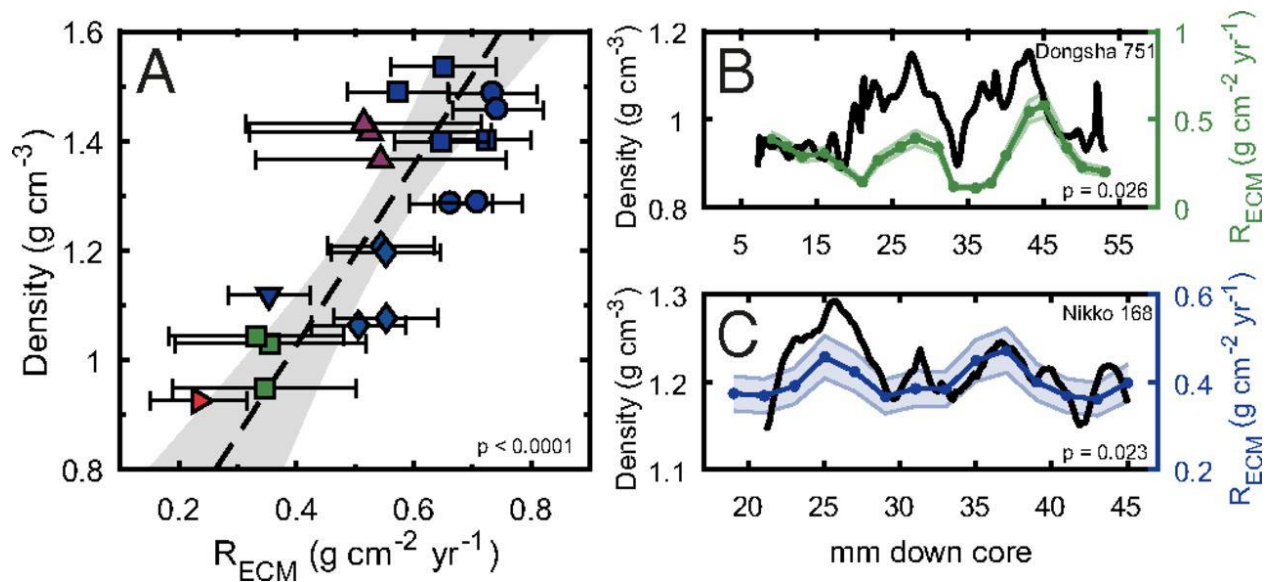 A
Density (g cm⁻³)
1.6
1.4
1.2
1
0.8
0.2
0.4
0.6
0.8
p < 0.0001
R_ECM (g cm⁻² yr⁻¹)
B
Dongsha 751
Density (g cm⁻³)
1.2
1
0.8
1
0.5
0
R_ECM (g cm⁻² yr⁻¹)
p = 0.026
5
15
25
35
45
55
C
Nikko 168
Density (g cm⁻³)
1.3
1.2
1.1
0.6
0.4
0.2
R_ECM (g cm⁻² yr⁻¹)
p = 0.023
20
25
30
35
40
45
mm down core